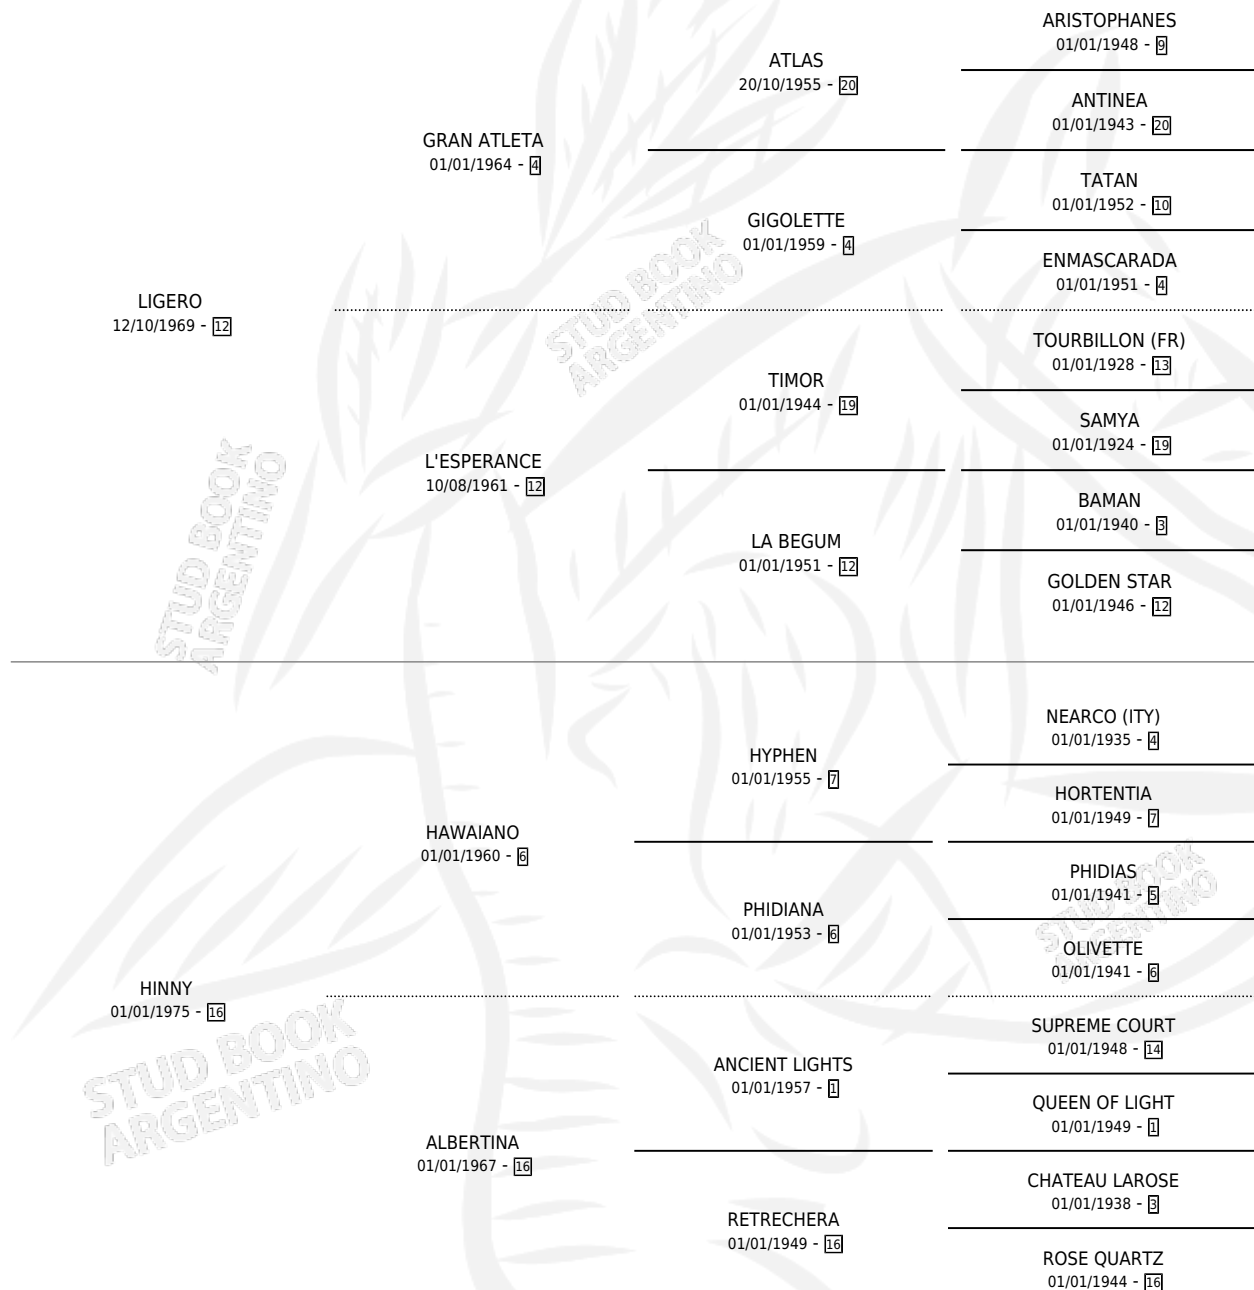 ARISTOPHANES
01/01/1948 - 9
ATLAS
20/10/1955 - 20
ANTINEA
01/01/1943 - 20
GRAN ATLETA
01/01/1964 - 4
TATAN
01/01/1952 - 10
GIGOLETTE
01/01/1959 - 4
ENMASCARADA
01/01/1951 - 4
LIGERO
12/10/1969 - 12
TOURBILLON (FR)
01/01/1928 - 13
TIMOR
01/01/1944 - 19
SAMYA
01/01/1924 - 19
L'ESPERANCE
10/08/1961 - 12
BAMAN
01/01/1940 - 3
LA BEGUM
01/01/1951 - 12
GOLDEN STAR
01/01/1946 - 12
NEARCO (ITY)
01/01/1935 - 4
HYPHEN
01/01/1955 - 7
HORTENTIA
01/01/1949 - 7
HAWAIANO
01/01/1960 - 6
PHIDIAS
01/01/1941 - 5
PHIDIANA
01/01/1953 - 6
OLIVETTE
01/01/1941 - 6
HINNY
01/01/1975 - 16
SUPREME COURT
01/01/1948 - 14
ANCIENT LIGHTS
01/01/1957 - 1
QUEEN OF LIGHT
01/01/1949 - 1
ALBERTINA
01/01/1967 - 16
CHATEAU LAROSE
01/01/1938 - 3
RETRECHERA
01/01/1949 - 16
ROSE QUARTZ
01/01/1944 - 16
STUD BOOK
ARGENTINO
STUD BOOK
ARGENTINO
STUD BOOK
ARGENTINO
STUD BOOK
ARGENTINO